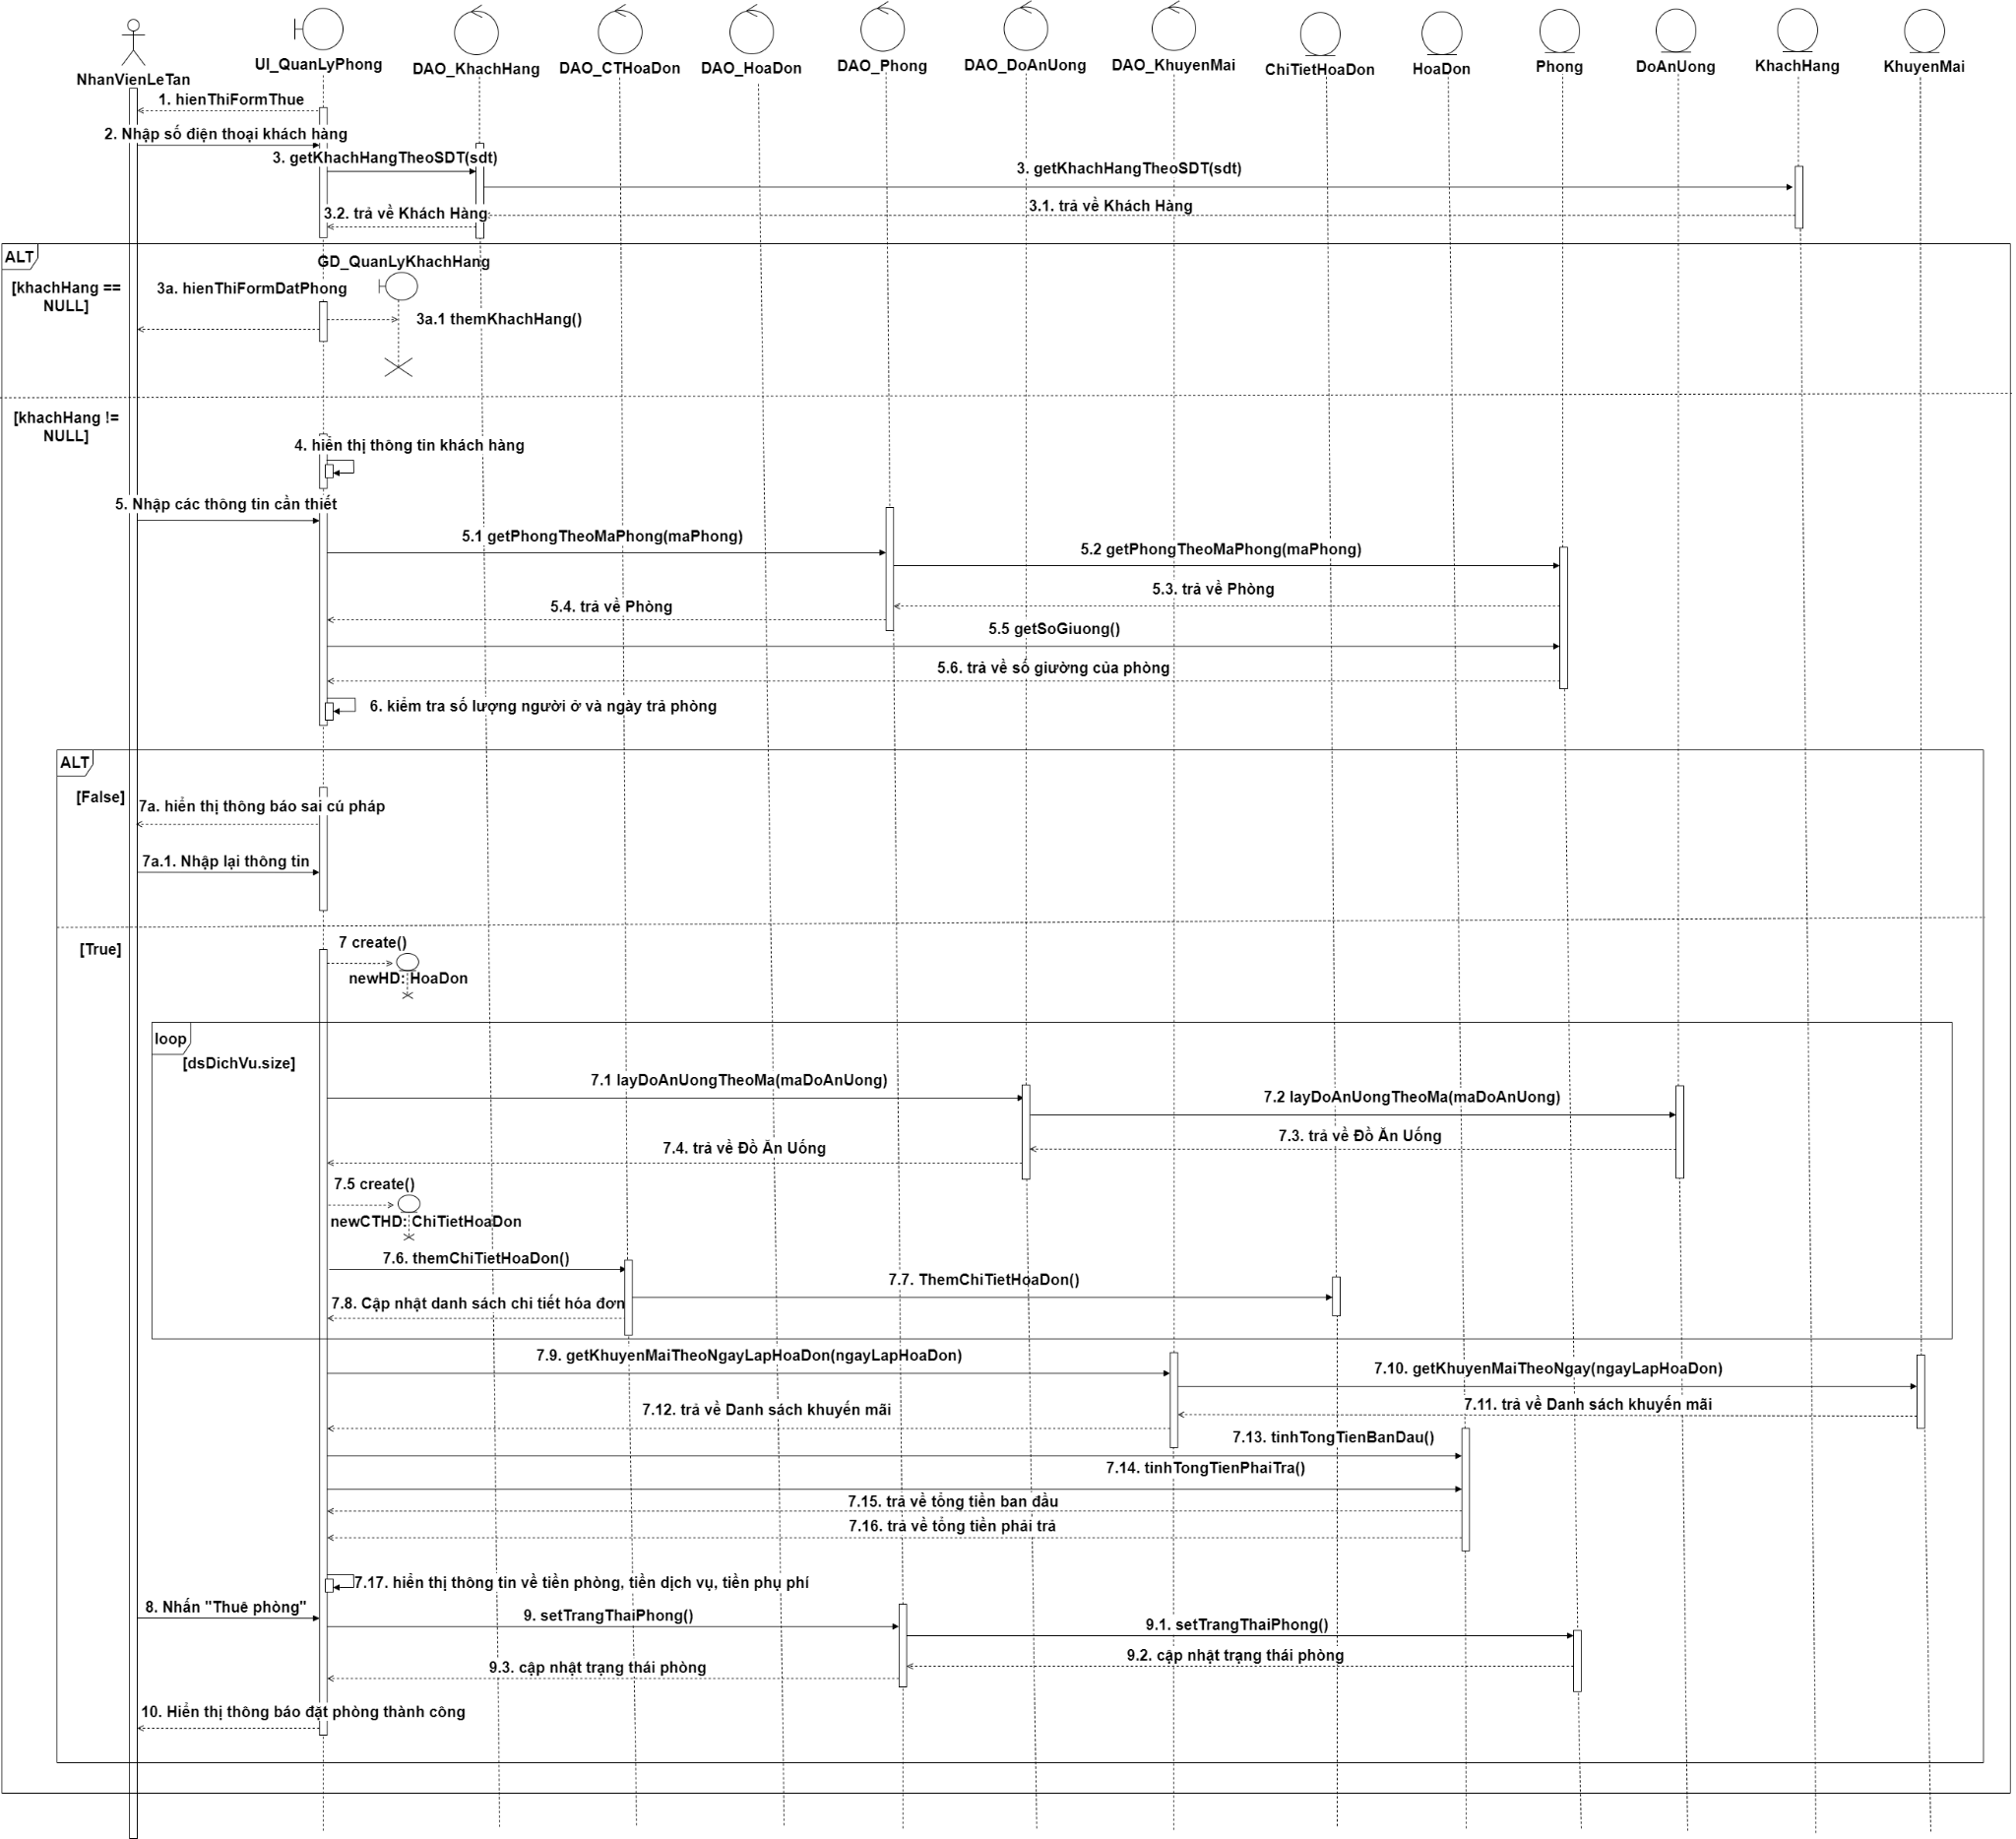 NhanVienLeTan
UI_QuanLyPhong
DAO_KhachHang
DAO_CTHoaDon
DAO_HoaDon
DAO_Phong
DAO_DoAnUong
DAO_KhuyenMai
ChiTietHoaDon
HoaDon
Phong
DoAnUong
KhachHang
KhuyenMai
1. hienThiFormThue
2. Nhập số điện thoại khách hàng
3. getKhachHangTheoSDT(sdt)
3. getKhachHangTheoSDT(sdt)
3.1. trả về Khách Hàng
3.2. trả về Khách Hàng
ALT
[khachHang ==
NULL]
GD_QuanLyKhachHang
3a. hienThiFormDatPhong
3a.1 themKhachHang()
[khachHang !=
NULL]
4. hiển thị thông tin khách hàng
5. Nhập các thông tin cần thiết
5.1 getPhongTheoMaPhong(maPhong)
5.2 getPhongTheoMaPhong(maPhong)
5.3. trả về Phòng
5.4. trả về Phòng
5.5 getSoGiuong()
5.6. trả về số giường của phòng
6. kiểm tra số lượng người ở và ngày trả phòng
ALT
[False]
7a. hiển thị thông báo sai cú pháp
7a.1. Nhập lại thông tin
[True]
7 create()
newHD: HoaDon
loop
[dsDichVu.size]
7.1 layDoAnUongTheoMa(maDoAnUong)
7.2 layDoAnUongTheoMa(maDoAnUong)
7.3. trả về Đồ Ăn Uống
7.4. trả về Đồ Ăn Uống
7.5 create()
newCTHD: ChiTietHoaDon
7.6. themChiTietHoaDon()
7.7. ThemChiTietHoaDon()
7.8. Cập nhật danh sách chi tiết hóa đơn
7.9. getKhuyenMaiTheoNgayLapHoaDon(ngayLapHoaDon)
7.10. getKhuyenMaiTheoNgay(ngayLapHoaDon)
7.11. trả về Danh sách khuyến mãi
7.12. trả về Danh sách khuyến mãi
7.13. tinhTongTienBanDau()
7.14. tinhTongTienPhaiTra()
7.15. trả về tổng tiền ban đầu
7.16. trả về tổng tiền phải trả
7.17. hiển thị thông tin về tiền phòng, tiền dịch vụ, tiền phụ phí
8. Nhấn "Thuê phòng"
9. setTrangThaiPhong()
9.1. setTrangThaiPhong()
9.2. cập nhật trạng thái phòng
9.3. cập nhật trạng thái phòng
10. Hiển thị thông báo đặt phòng thành công